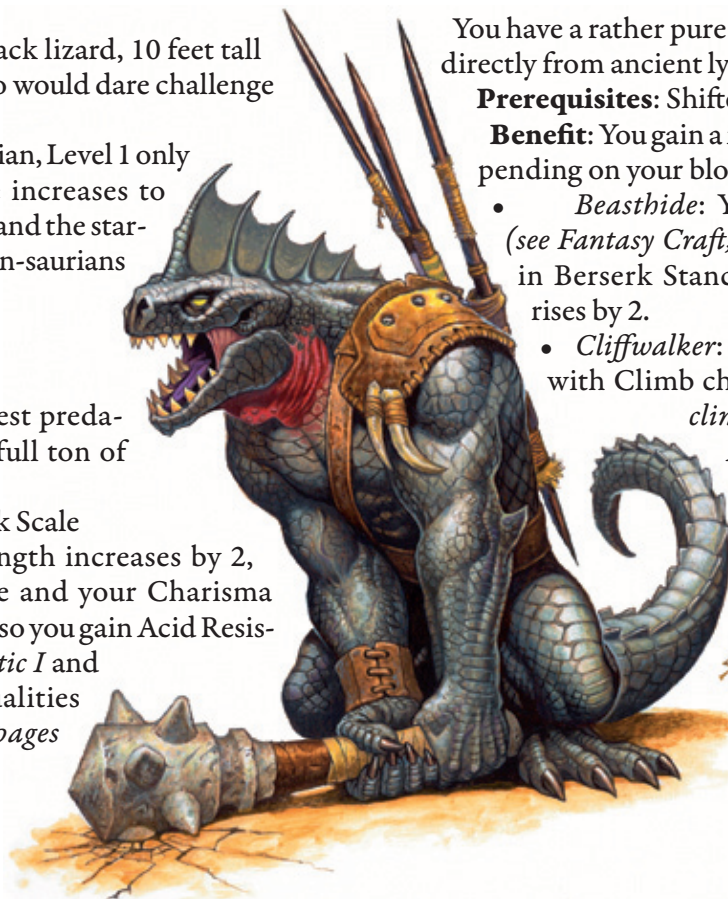 ack lizard, 10 feet tall
o would dare challenge
ian, Level 1 only
increases to
and the star-
n-saurians
est preda-
full ton of
k Scale
ngth increases by 2,
e and your Charisma
so you gain Acid Resis-
tic I and
alities
pages
You have a rather pure
directly from ancient ly
Prerequisites: Shifte
Benefit: You gain a
pending on your blo
• Beasthide: Y
(see Fantasy Craft,
in Berserk Stanc
rises by 2.
• Cliffwalker:
with Climb ch
clin